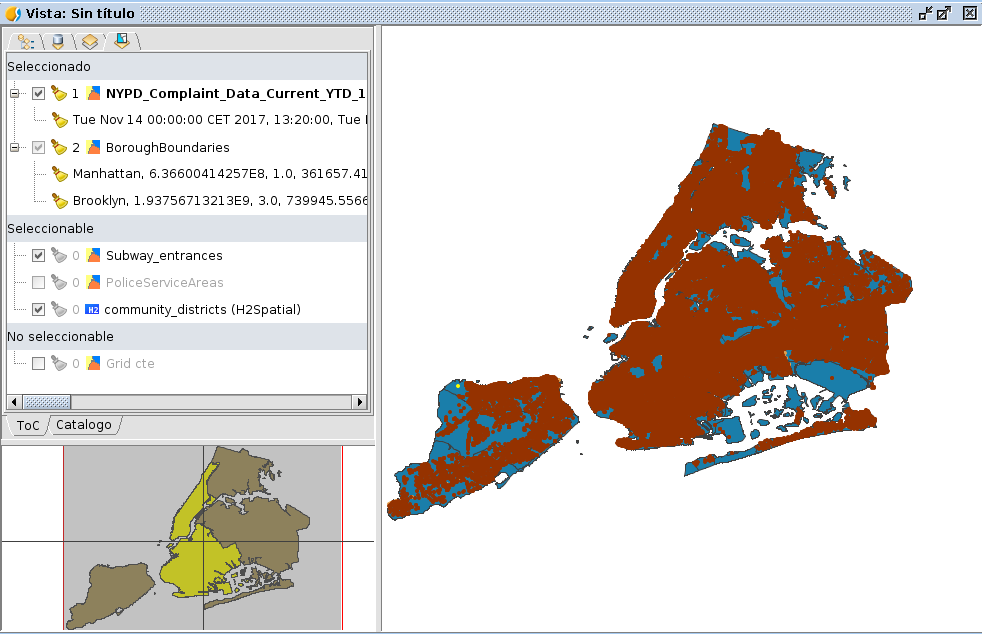 Vista: Sin título
Seleccionado
1 NYPD_Complaint_Data_Current_YTD_1
Tue Nov 14 00:00:00 CET 2017, 13:20:00, Tue
2 BoroughBoundaries
Manhattan, 6.36600414257E8, 1.0, 361657.41
Brooklyn, 1.93756713213E9, 3.0, 739945.5566
Seleccionable
0 Subway_entrances
0 PoliceServiceAreas
0 H2 community_districts (H2Spatial)
No seleccionable
0 Grid cte
ToC Catalogo